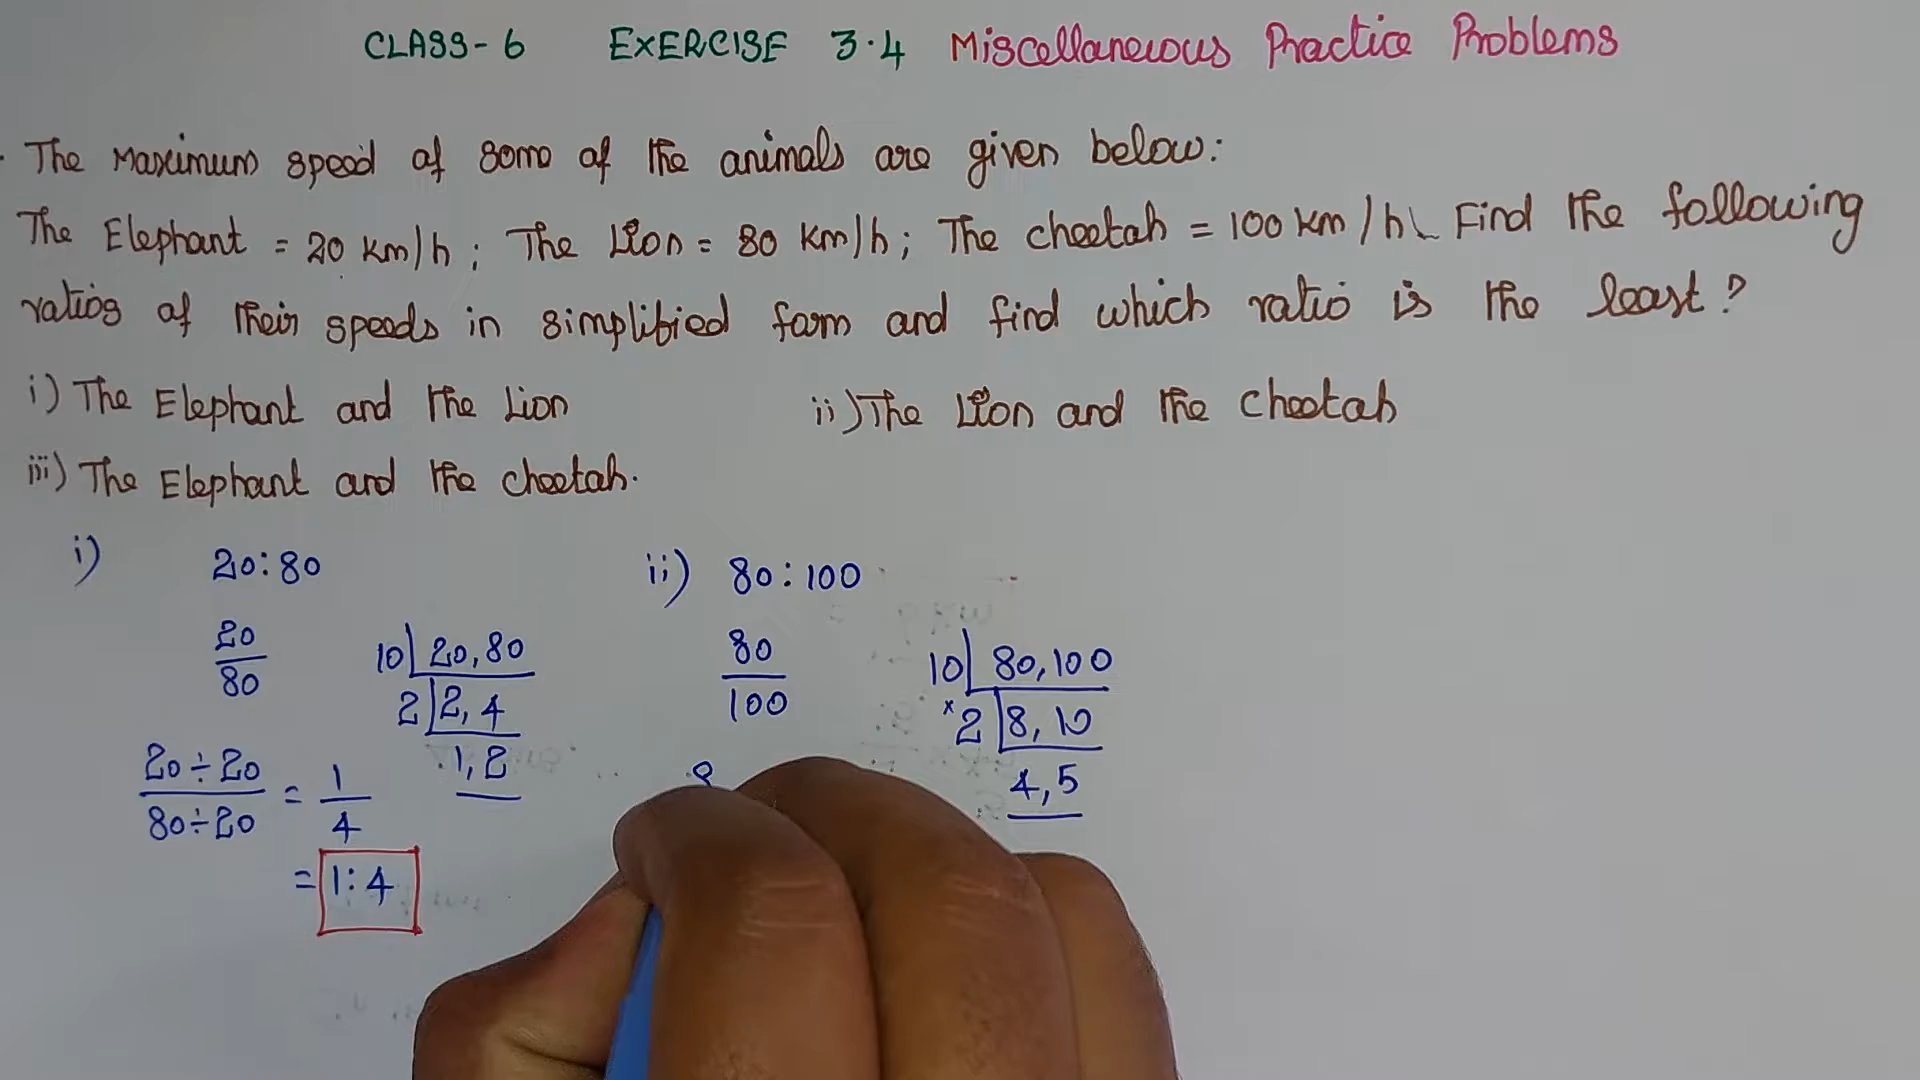 CLASS-6 EXERCISE 3.4 Miscellaneous Practice Problems
The Maximum speed of some of the animals are given below:
The Elephant = 20 km/h; The Lion = 80 km/h; The cheetah = 100 km/h. Find the following
ratios of their speeds in simplified form and find which ratio is the least?
i) The Elephant and the Lion ii) The Lion and the cheetah
iii) The Elephant and the cheetah.
i) 20:80 ii) 80:100
20/80 10 | 20,80 80/100 10 | 80,100
2 | 2, 4 × 2 | 8, 10
20÷20/80÷20 = 1/4 1, 2 8 4, 5
= 1:4